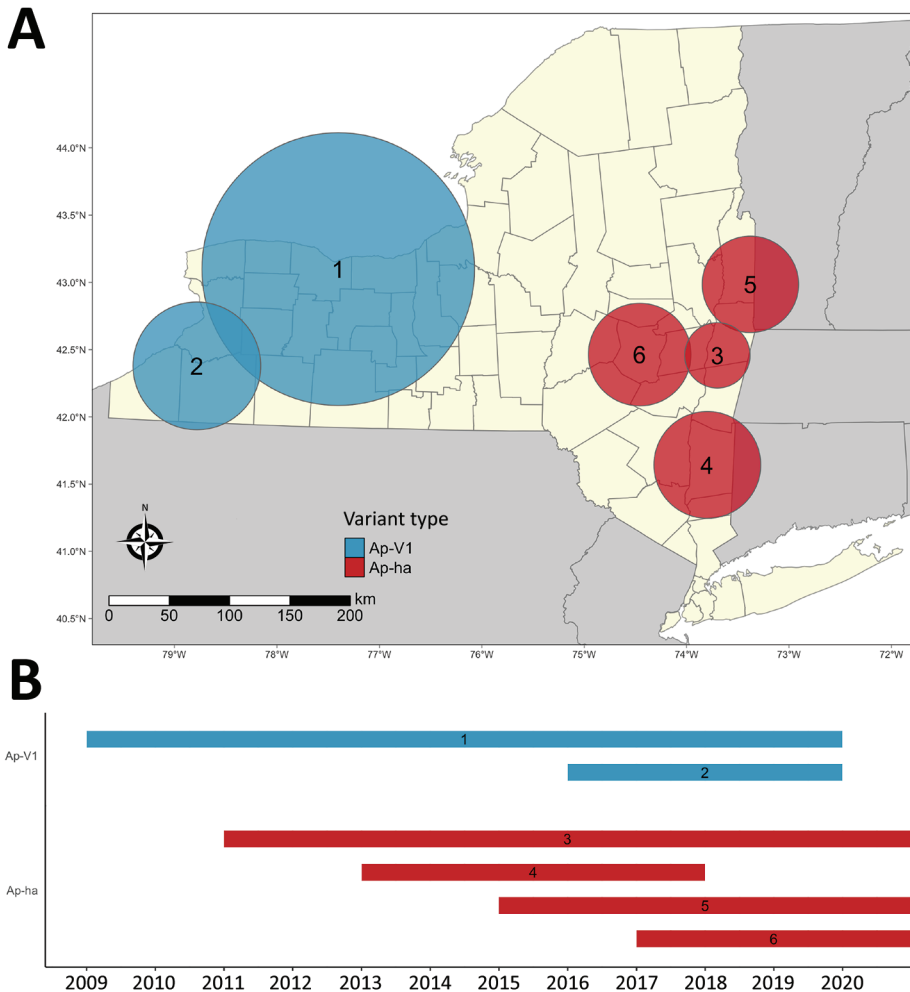 A
44.0°N
43.5°N
43.0°N
42.5°N
42.0°N
41.5°N
41.0°N
40.5°N
1
2
5
6
3
4
N
Variant type
Ap-V1
Ap-ha
km
0 50 100 150 200
79°W 78°W 77°W 76°W 75°W 74°W 73°W 72°W
B
Ap-V1
1
2
Ap-ha
3
4
5
6
2009 2010 2011 2012 2013 2014 2015 2016 2017 2018 2019 2020